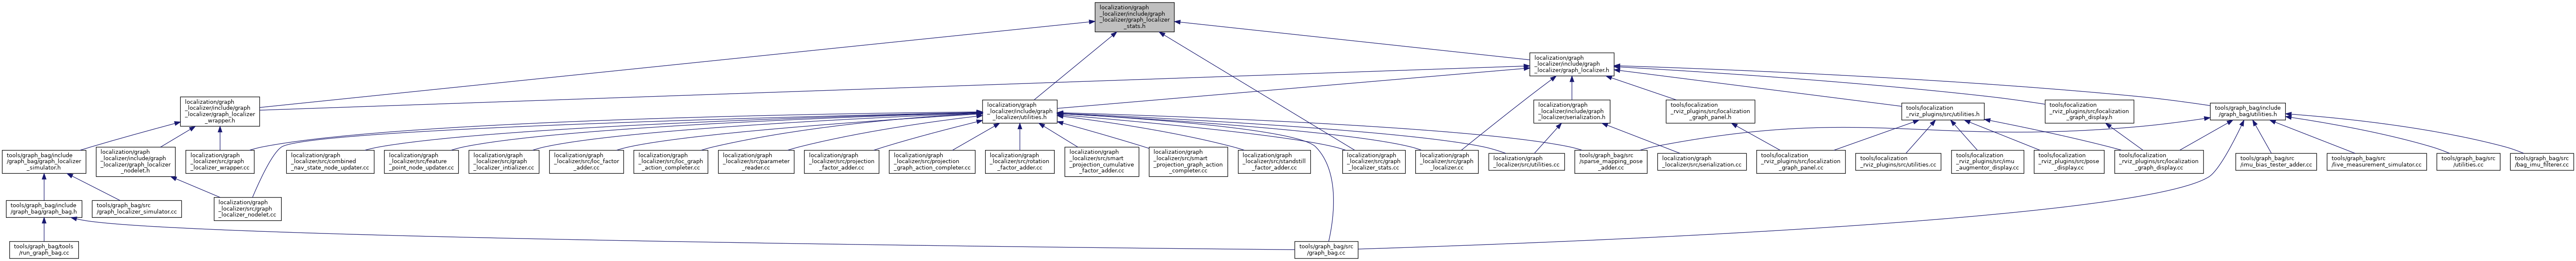 localization/graph
_localizer/include/graph
_localizer/graph_localizer
_stats.h
localization/graph
_localizer/include/graph
_localizer/graph_localizer.h
localization/graph
_localizer/include/graph
_localizer/graph_localizer
_wrapper.h
localization/graph
_localizer/include/graph
_localizer/utilities.h
localization/graph
_localizer/include/graph
_localizer/serialization.h
tools/localization
_rviz_plugins/src/localization
_graph_panel.h
tools/localization
_rviz_plugins/src/utilities.h
tools/localization
_rviz_plugins/src/localization
_graph_display.h
tools/graph_bag/include
/graph_bag/utilities.h
tools/graph_bag/include
/graph_bag/graph_localizer
_simulator.h
localization/graph
_localizer/include/graph
_localizer/graph_localizer
_nodelet.h
localization/graph
_localizer/src/graph
_localizer_wrapper.cc
localization/graph
_localizer/src/combined
_nav_state_node_updater.cc
localization/graph
_localizer/src/feature
_point_node_updater.cc
localization/graph
_localizer/src/graph
_localizer_intializer.cc
localization/graph
_localizer/src/loc_factor
_adder.cc
localization/graph
_localizer/src/loc_graph
_action_completer.cc
localization/graph
_localizer/src/parameter
_reader.cc
localization/graph
_localizer/src/projection
_factor_adder.cc
localization/graph
_localizer/src/projection
_graph_action_completer.cc
localization/graph
_localizer/src/rotation
_factor_adder.cc
localization/graph
_localizer/src/smart
_projection_cumulative
_factor_adder.cc
localization/graph
_localizer/src/smart
_projection_graph_action
_completer.cc
localization/graph
_localizer/src/standstill
_factor_adder.cc
localization/graph
_localizer/src/graph
_localizer_stats.cc
localization/graph
_localizer/src/graph
_localizer.cc
localization/graph
_localizer/src/utilities.cc
tools/graph_bag/src
/sparse_mapping_pose
_adder.cc
localization/graph
_localizer/src/serialization.cc
tools/localization
_rviz_plugins/src/localization
_graph_panel.cc
tools/localization
_rviz_plugins/src/utilities.cc
tools/localization
_rviz_plugins/src/imu
_augmentor_display.cc
tools/localization
_rviz_plugins/src/pose
_display.cc
tools/localization
_rviz_plugins/src/localization
_graph_display.cc
tools/graph_bag/src
/imu_bias_tester_adder.cc
tools/graph_bag/src
/live_measurement_simulator.cc
tools/graph_bag/src
/utilities.cc
tools/graph_bag/src
/bag_imu_filterer.cc
tools/graph_bag/include
/graph_bag/graph_bag.h
tools/graph_bag/src
/graph_localizer_simulator.cc
localization/graph
_localizer/src/graph
_localizer_nodelet.cc
tools/graph_bag/tools
/run_graph_bag.cc
tools/graph_bag/src
/graph_bag.cc